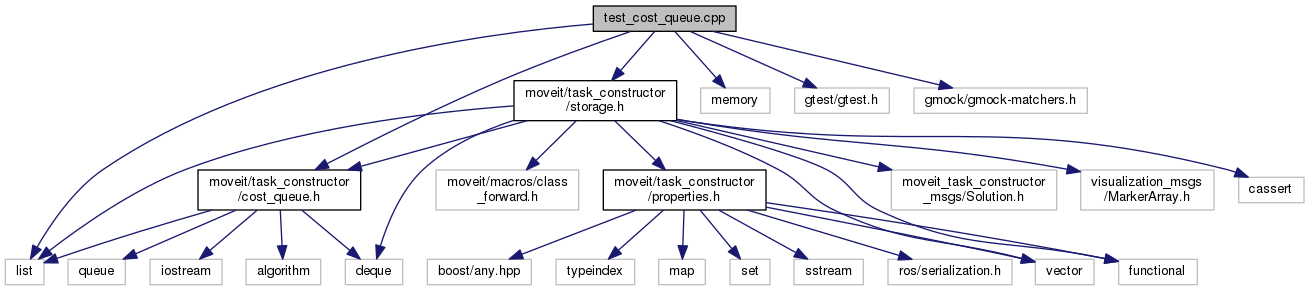 test_cost_queue.cpp
moveit/task_constructor
/storage.h
memory
gtest/gtest.h
gmock/gmock-matchers.h
moveit/task_constructor
/cost_queue.h
moveit/macros/class
_forward.h
moveit/task_constructor
/properties.h
moveit_task_constructor
_msgs/Solution.h
visualization_msgs
/MarkerArray.h
cassert
list
queue
iostream
algorithm
deque
boost/any.hpp
typeindex
map
set
sstream
ros/serialization.h
vector
functional